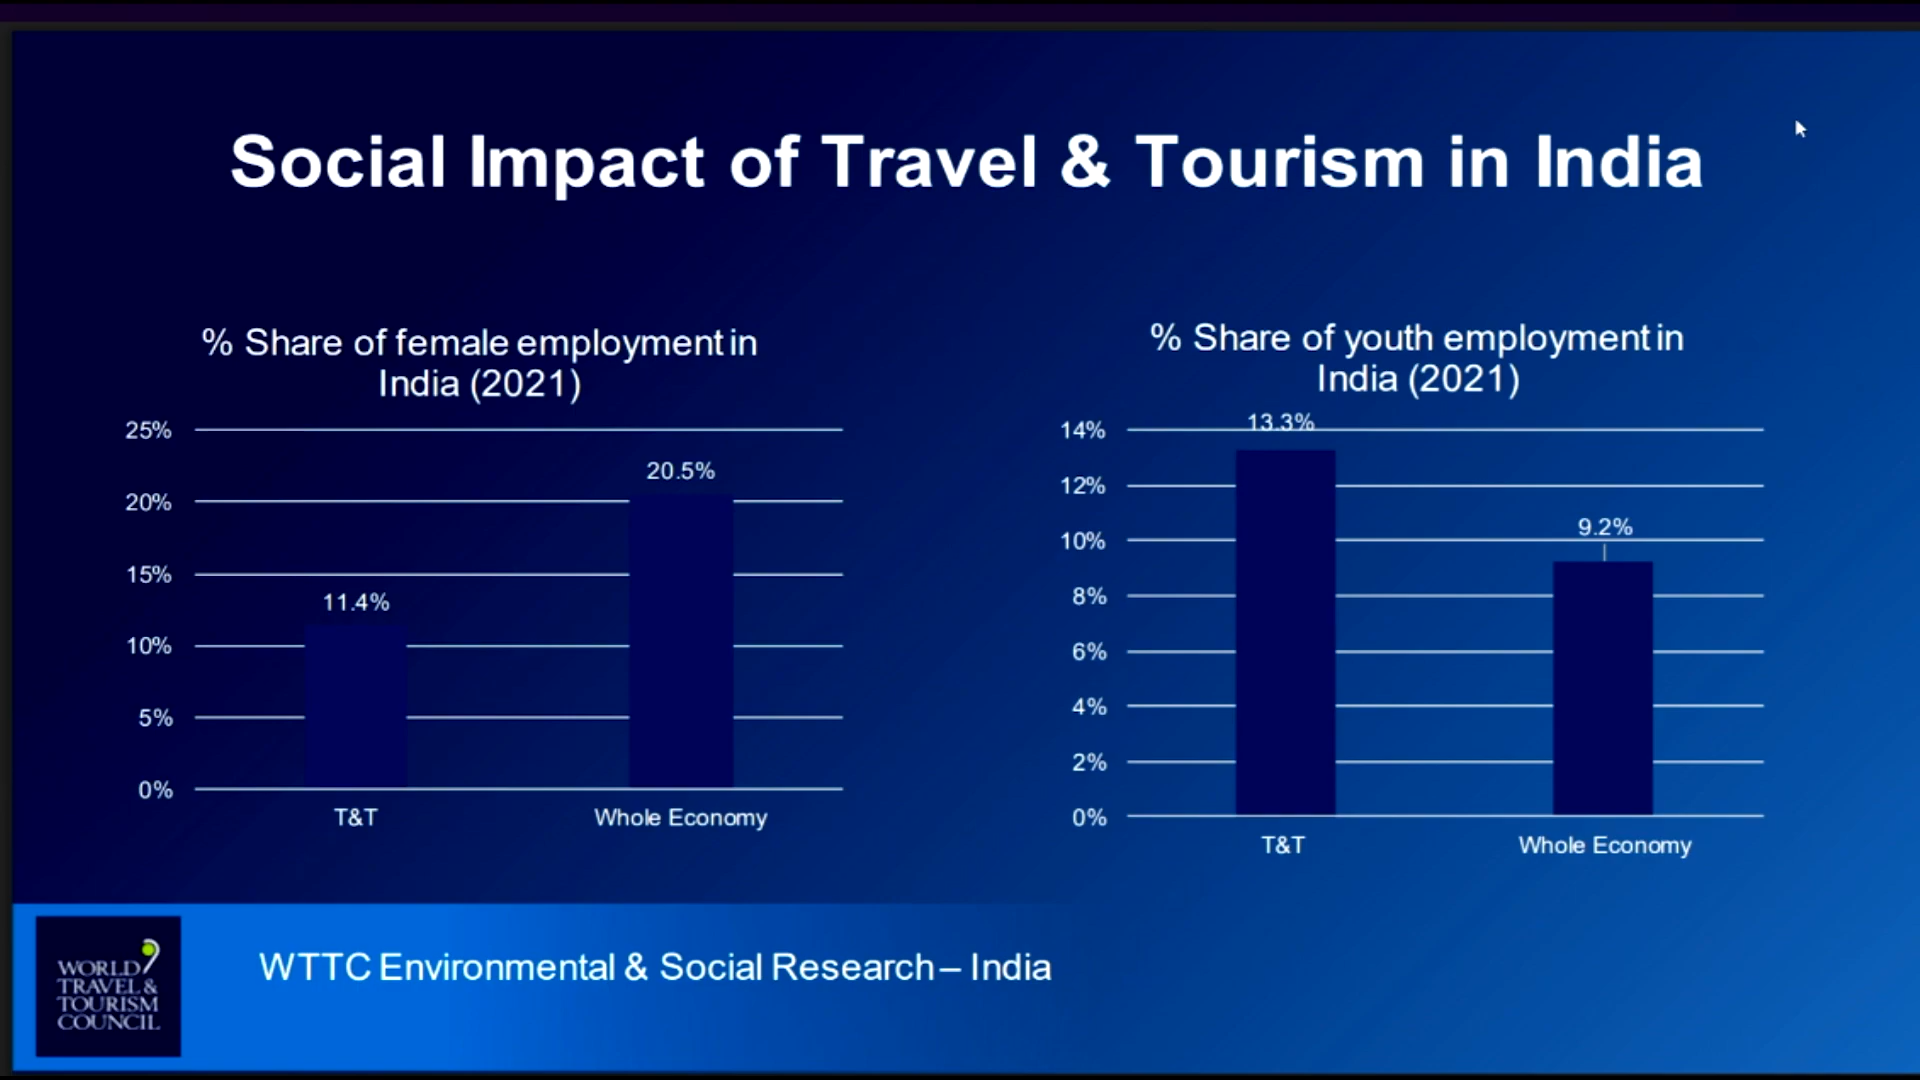 Social Impact of Travel & Tourism in India
% Share of female employment in
India (2021)
25%
20%
15%
10%
5%
0%
11.4%
20.5%
T&T
Whole Economy
% Share of youth employment in
India (2021)
14%
12%
10%
8%
6%
4%
2%
0%
13.3%
9.2%
T&T
Whole Economy
WORLD
TRAVEL &
TOURISM
COUNCIL
WTTC Environmental & Social Research – India